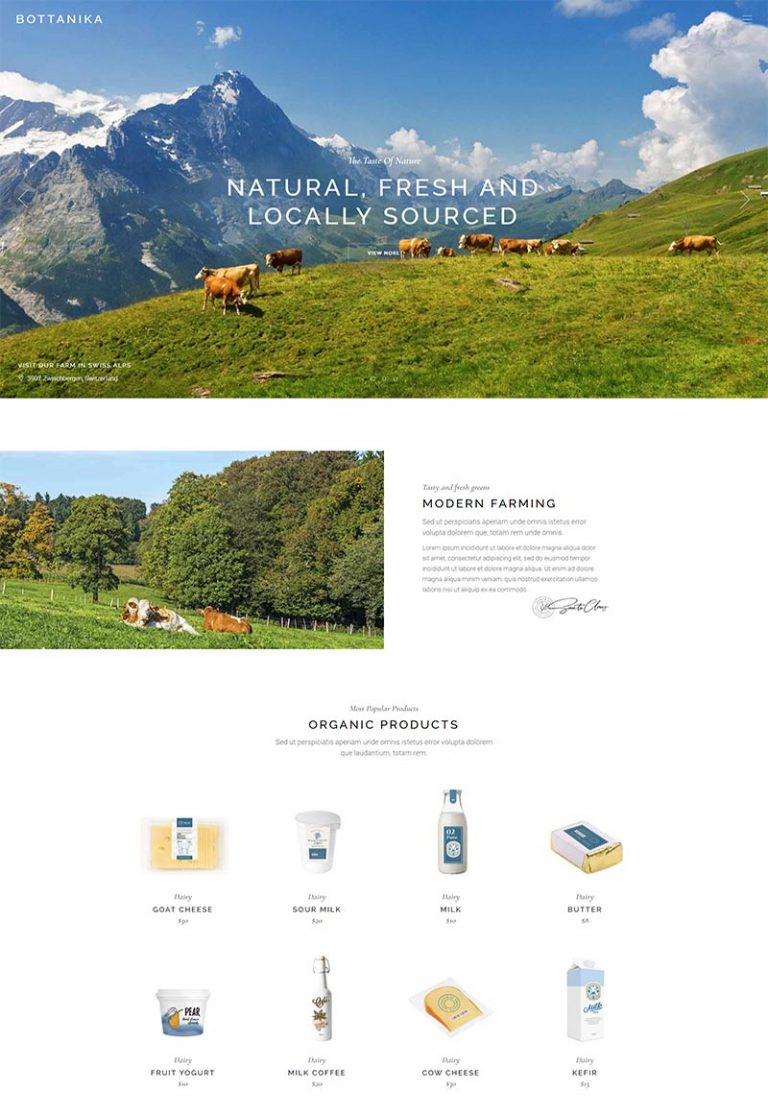 BOTTANIKA
The Taste Of Nature
NATURAL, FRESH AND
LOCALLY SOURCED
VIEW MORE
VISIT OUR FARM IN SWISS ALPS
3907 Zwischbergen, Switzerland
Tasty and fresh greens
MODERN FARMING
Sed ut perspiciatis aperiam unde omnis istetus error
volupta dolorem que, totam rem unde omnis.
Lorem ipsum incididunt ut labore et dolore magna aliqua dolor
sit amet, consectetur adipiscing elit, sed do eiusmod tempor
incididunt ut labore et dolore magna aliqua. Ut enim ad dolore
magna aliqua minim veniam, quis nostrud exercitation ullamco
laboris nisi ut aliquip ex ea commodo.
Most Popular Products
ORGANIC PRODUCTS
Sed ut perspiciatis aperiam unde omnis istetus error volupta dolorem
que laudantium, totam rem.
02
Dairy
GOAT CHEESE
$30
Dairy
SOUR MILK
$20
Dairy
MILK
$10
Dairy
BUTTER
$8
PEAR
Milk
Dairy
FRUIT YOGURT
$10
Dairy
MILK COFFEE
$20
Dairy
COW CHEESE
$30
Dairy
KEFIR
$15